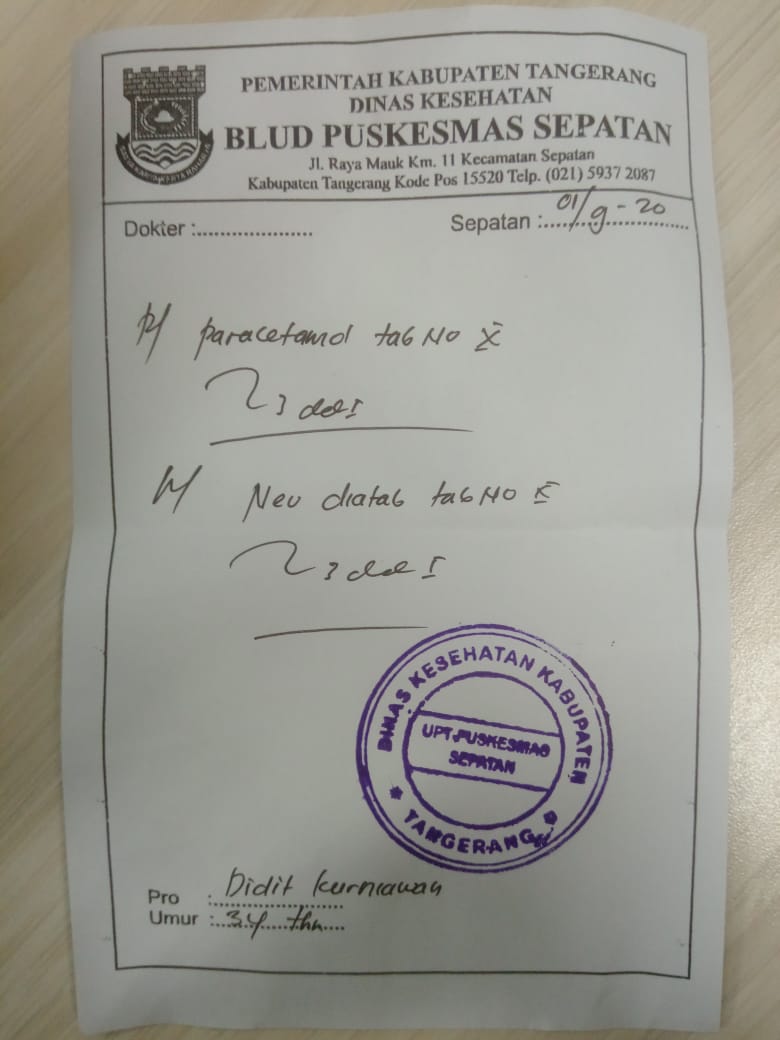 PEMERINTAH KABUPATEN TANGERANG
DINAS KESEHATAN
BLUD PUSKESMAS SEPATAN
Jl. Raya Mauk Km. 11 Kecamatan Sepatan
Kabupaten Tangerang Kode Pos 15520 Telp. (021) 5937 2087
Dokter :.................... Sepatan : 01/9-20
R/ paracetamol tab No X
3 dd I
R/ Neo diatab tab No X
3 dd I
DINAS KESEHATAN KABUPATEN
UPT.PUSKESMAS
SEPATAN
* TANGERANG *
Pro : Didit kurniawan
Umur : 34 thn